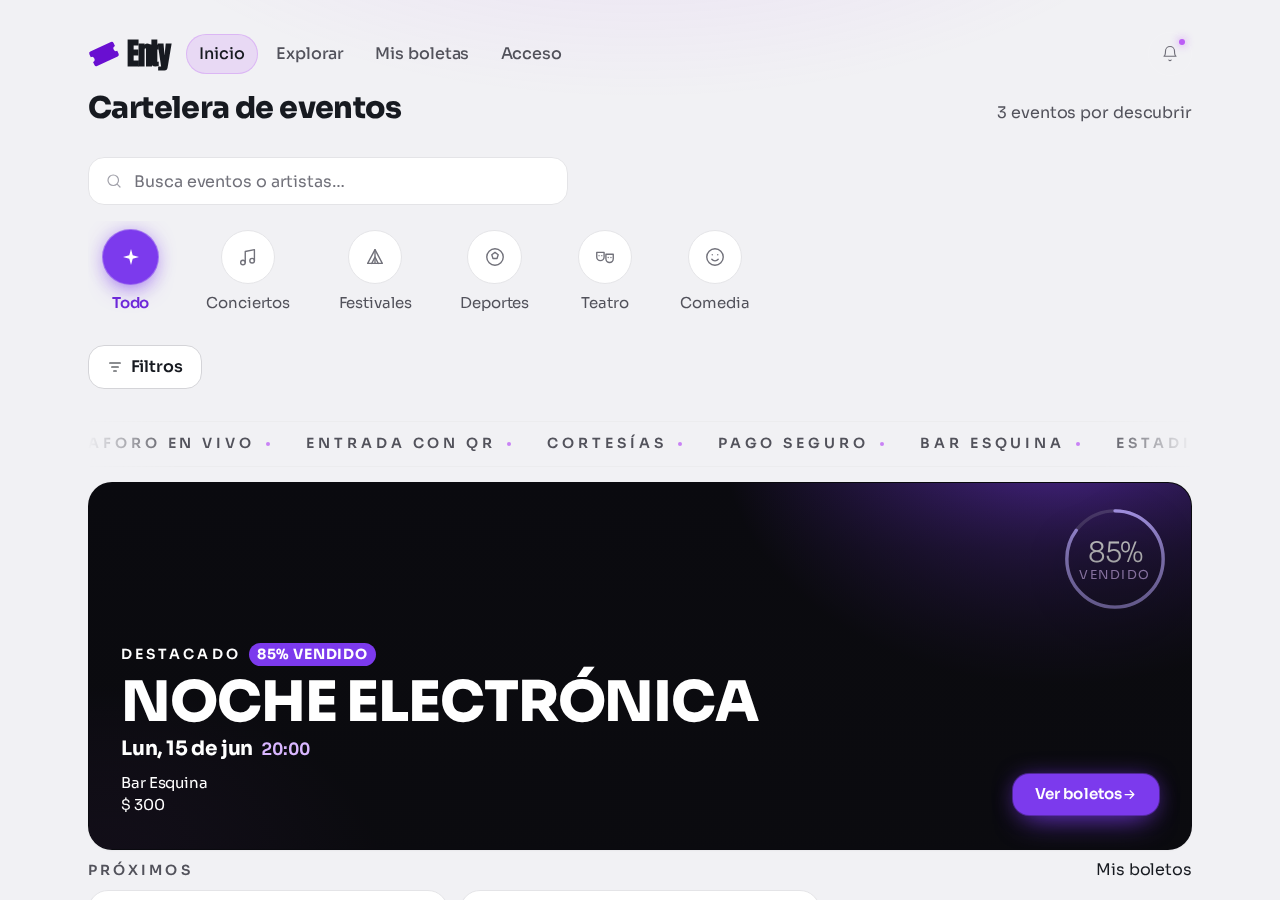 Enty
Inicio Explorar Mis boletas Acceso
Cartelera de eventos
3 eventos por descubrir
Busca eventos o artistas...
Todo Conciertos Festivales Deportes Teatro Comedia
Filtros
AFORO EN VIVO • ENTRADA CON QR • CORTESÍAS • PAGO SEGURO • BAR ESQUINA • ESTADI
85%
VENDIDO
DESTACADO 85% VENDIDO
NOCHE ELECTRÓNICA
Lun, 15 de jun 20:00
Bar Esquina
$ 300
Ver boletos →
PRÓXIMOS
Mis boletos